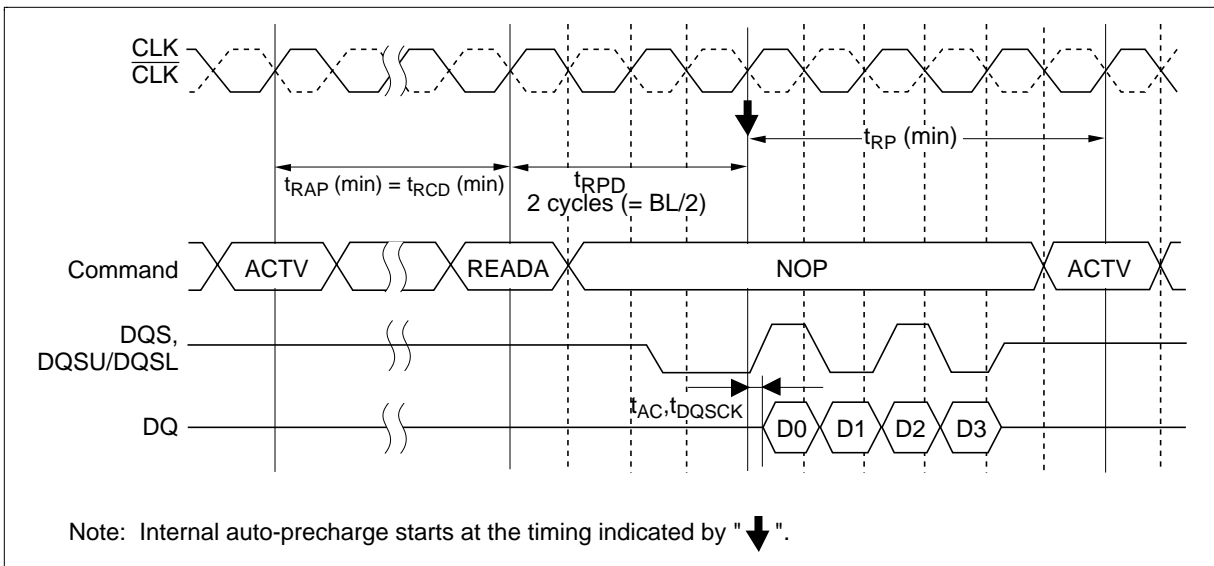 CLK
CLK
tRP (min)
tRAP (min) = tRCD (min)
tRPD
2 cycles (= BL/2)
Command
ACTV
READA
NOP
ACTV
DQS,
DQSU/DQSL
tAC,tDQSCK
DQ
D0
D1
D2
D3
Note: Internal auto-precharge starts at the timing indicated by " ".